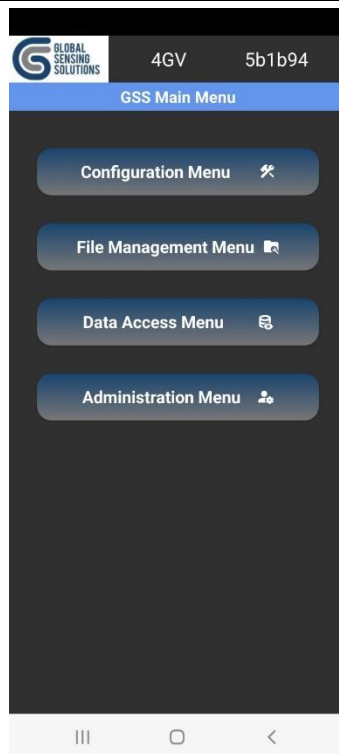 GLOBAL
SENSING
SOLUTIONS
4GV
5b1b94
GSS Main Menu
Configuration Menu
File Management Menu
Data Access Menu
Administration Menu